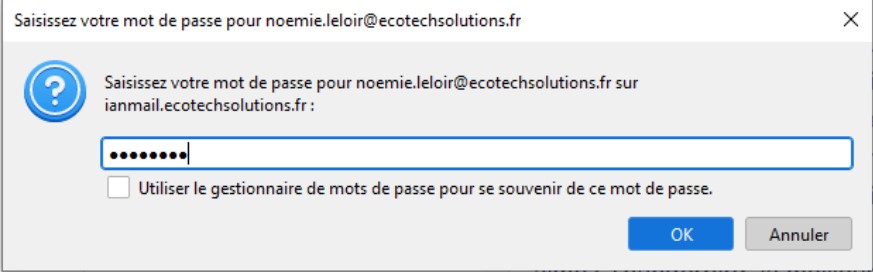 Saisissez votre mot de passe pour noemie.leloir@ecotechsolutions.fr
Saisissez votre mot de passe pour noemie.leloir@ecotechsolutions.fr sur
ianmail.ecotechsolutions.fr :
••••••••
Utiliser le gestionnaire de mots de passe pour se souvenir de ce mot de passe.
OK Annuler